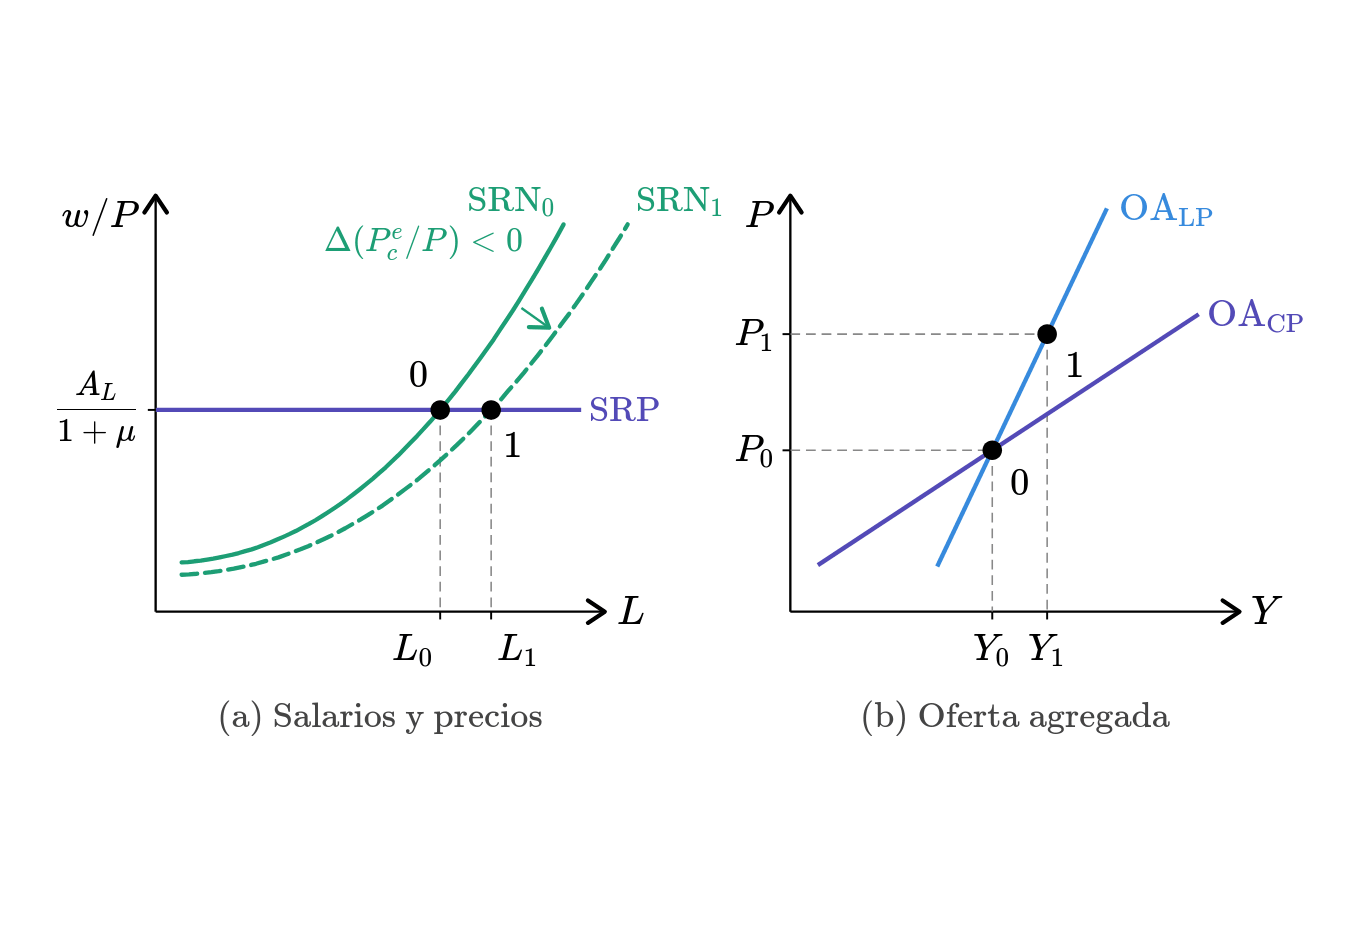 w/P
SRN₀
SRN₁
Δ(Pᵉ_c/P) < 0
0
A_L
1 + μ
SRP
1
L
L₀
L₁
(a) Salarios y precios
P
OA_LP
OA_CP
P₁
1
P₀
0
Y
Y₀
Y₁
(b) Oferta agregada